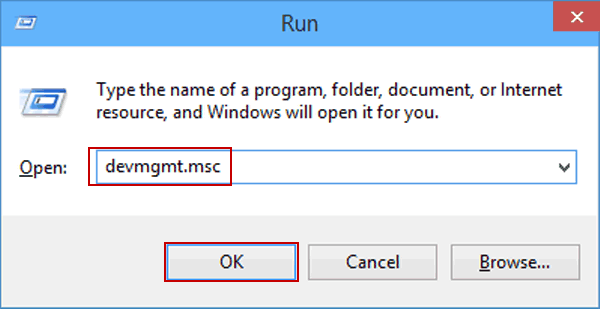 Run
Type the name of a program, folder, document, or Internet
resource, and Windows will open it for you.
Open: devmgmt.msc
OK Cancel Browse...